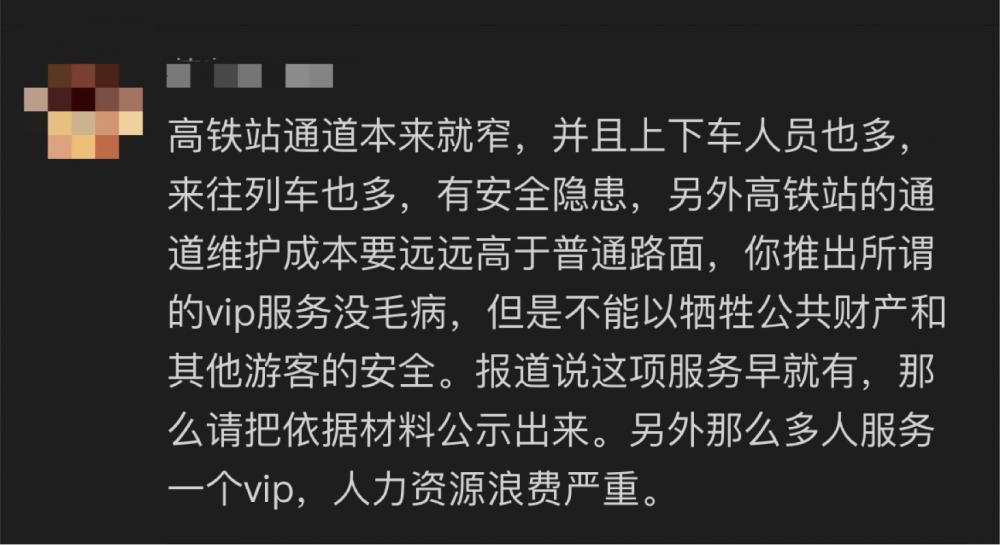 高铁站通道本来就窄，并且上下车人员也多，
来往列车也多，有安全隐患，另外高铁站的通
道维护成本要远远高于普通路面，你推出所谓
的vip服务没毛病，但是不能以牺牲公共财产和
其他游客的安全。报道说这项服务早就有，那
么请把依据材料公示出来。另外那么多人服务
一个vip，人力资源浪费严重。